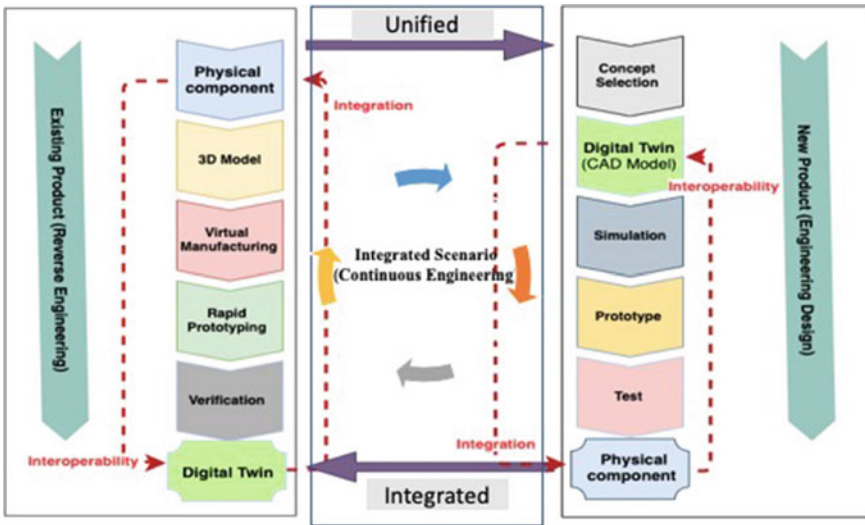 Existing Product (Reverse Engineering)
Physical
component
3D Model
Virtual
Manufacturing
Rapid
Prototyping
Verification
Interoperability
Digital Twin
Unified
Integration
Integrated Scenario
(Continuous Engineering
Integration
Integrated
Concept
Selection
Digital Twin
(CAD Model)
Interoperability
Simulation
Prototype
Test
Physical
component
New Product (Engineering Design)